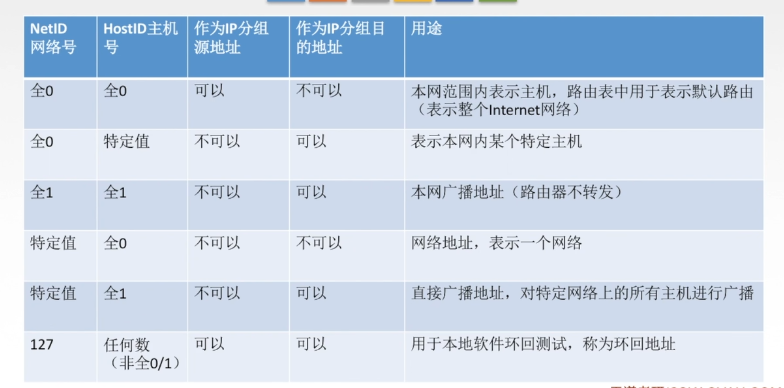 NetID 网络号 HostID主机号 作为IP分组源地址 作为IP分组目的地址 用途
全0 全0 可以 不可以 本网范围内表示主机，路由表中用于表示默认路由
（表示整个Internet网络）
全0 特定值 不可以 可以 表示本网内某个特定主机
全1 全1 不可以 可以 本网广播地址（路由器不转发）
特定值 全0 不可以 不可以 网络地址，表示一个网络
特定值 全1 不可以 可以 直接广播地址，对特定网络上的所有主机进行广播
127 任何数 可以 可以 用于本地软件环回测试，称为环回地址
（非全0/1）